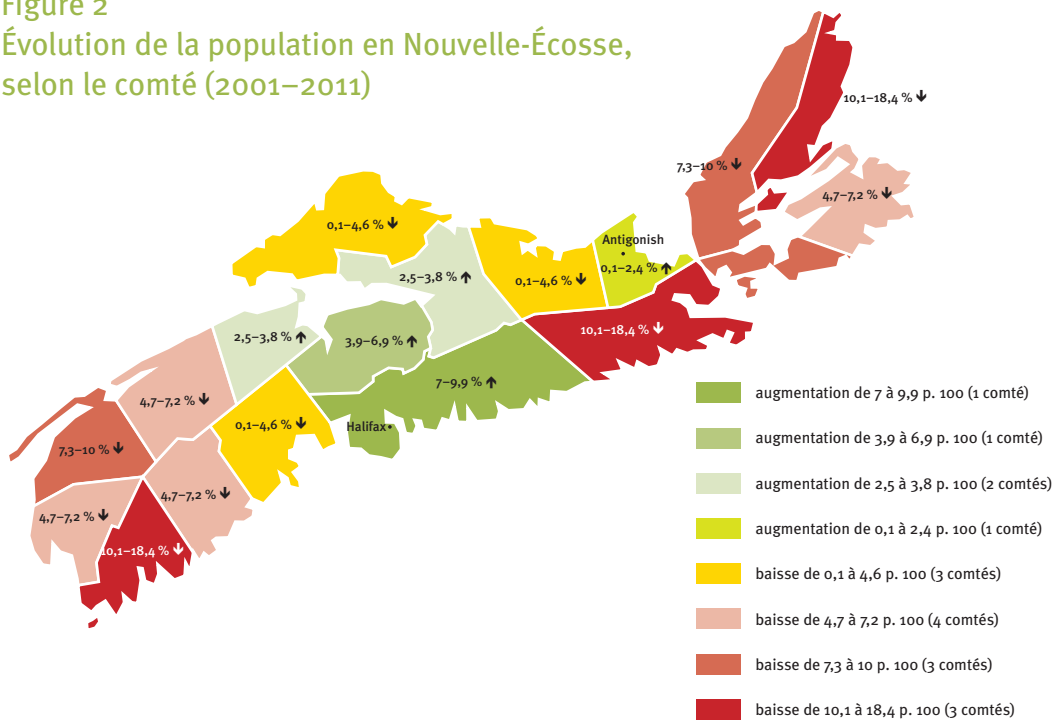 Figure 2
Évolution de la population en Nouvelle-Écosse,
selon le comté (2001–2011)
10,1–18,4 % ↓
7,3–10 % ↓
4,7–7,2 % ↓
0,1–4,6 % ↓
Antigonish
0,1–2,4 % ↑
2,5–3,8 % ↑
0,1–4,6 % ↓
10,1–18,4 % ↓
2,5–3,8 % ↑
3,9–6,9 % ↑
7–9,9 % ↑
4,7–7,2 % ↓
0,1–4,6 % ↓
Halifax
7,3–10 % ↓
4,7–7,2 % ↓
4,7–7,2 % ↓
10,1–18,4 % ↓
augmentation de 7 à 9,9 p. 100 (1 comté)
augmentation de 3,9 à 6,9 p. 100 (1 comté)
augmentation de 2,5 à 3,8 p. 100 (2 comtés)
augmentation de 0,1 à 2,4 p. 100 (1 comté)
baisse de 0,1 à 4,6 p. 100 (3 comtés)
baisse de 4,7 à 7,2 p. 100 (4 comtés)
baisse de 7,3 à 10 p. 100 (3 comtés)
baisse de 10,1 à 18,4 p. 100 (3 comtés)